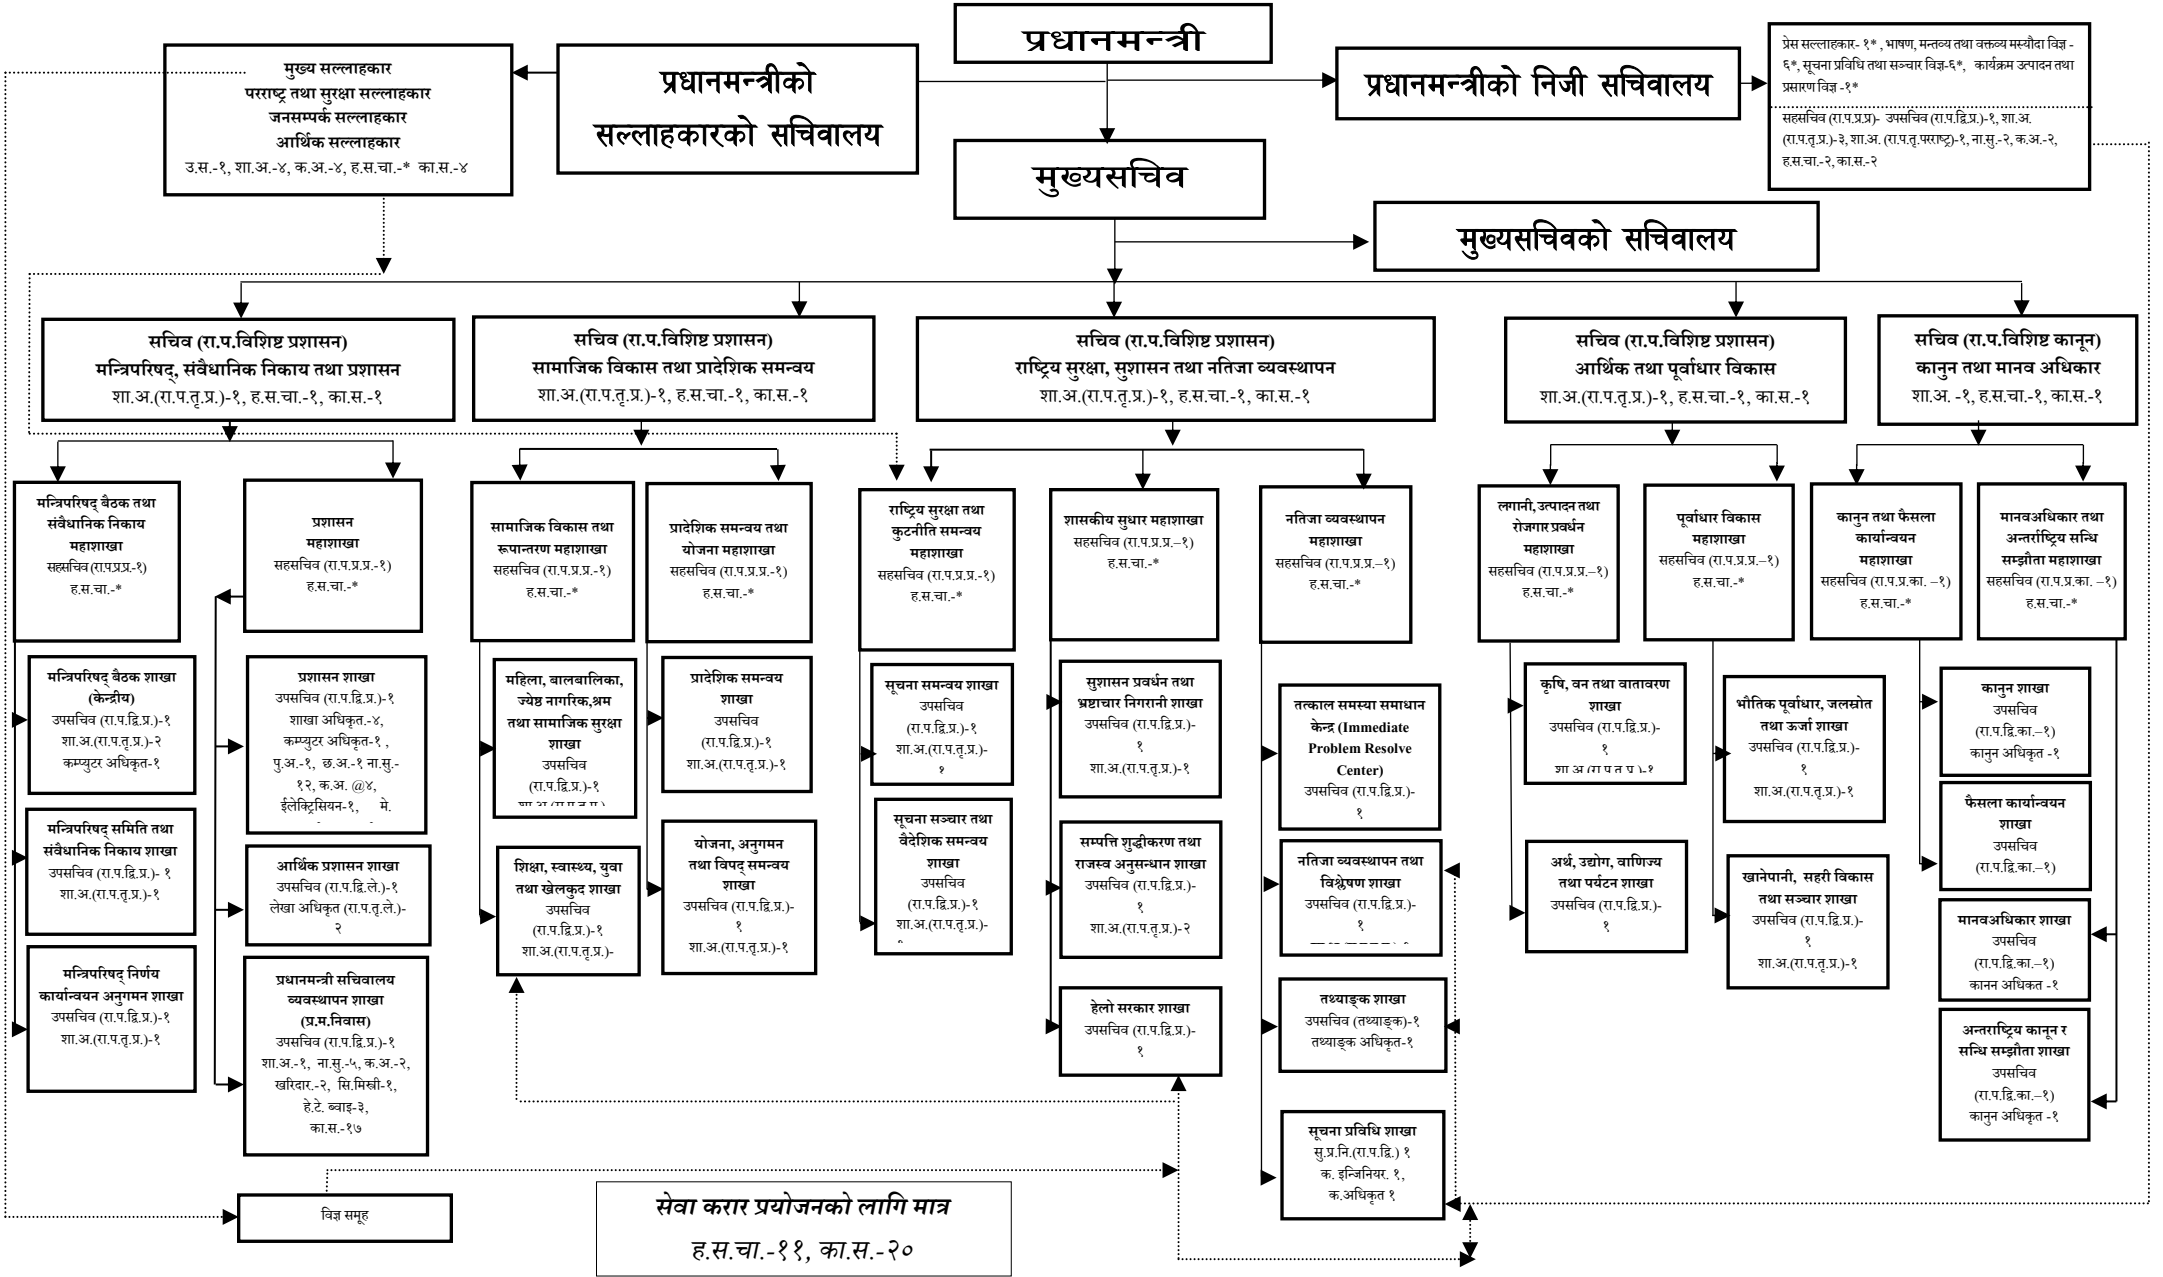 प्रधानमन्त्री
मुख्य सल्लाहकार
परराष्ट्र तथा सुरक्षा सल्लाहकार
जनसम्पर्क सल्लाहकार
आर्थिक सल्लाहकार
उ.स.-१, शा.अ.-४, क.अ.-४, ह.स.चा.-* का.स.-४
प्रधानमन्त्रीको
सल्लाहकारको सचिवालय
प्रधानमन्त्रीको निजी सचिवालय
प्रेस सल्लाहकार- १* , भाषण, मन्तव्य तथा वक्तव्य मस्यौदा विज्ञ -
६*, सूचना प्रविधि तथा सञ्चार विज्ञ-६*, कार्यक्रम उत्पादन तथा
प्रसारण विज्ञ -१*
सहसचिव (रा.प.प्र.प्र)- उपसचिव (रा.प.द्वि.प्र.)-१, शा.अ.
(रा.प.तृ.प्र.)-३, शा.अ. (रा.प.तृ.परराष्ट्र)-१, ना.सु.-२, क.अ.-२,
ह.स.चा.-२, का.स.-२
मुख्यसचिव
मुख्यसचिवको सचिवालय
सचिव (रा.प.विशिष्ट प्रशासन)
मन्त्रिपरिषद्, संवैधानिक निकाय तथा प्रशासन
शा.अ.(रा.प.तृ.प्र.)-१, ह.स.चा.-१, का.स.-१
सचिव (रा.प.विशिष्ट प्रशासन)
सामाजिक विकास तथा प्रादेशिक समन्वय
शा.अ.(रा.प.तृ.प्र.)-१, ह.स.चा.-१, का.स.-१
सचिव (रा.प.विशिष्ट प्रशासन)
राष्ट्रिय सुरक्षा, सुशासन तथा नतिजा व्यवस्थापन
शा.अ.(रा.प.तृ.प्र.)-१, ह.स.चा.-१, का.स.-१
सचिव (रा.प.विशिष्ट प्रशासन)
आर्थिक तथा पूर्वाधार विकास
शा.अ.(रा.प.तृ.प्र.)-१, ह.स.चा.-१, का.स.-१
सचिव (रा.प.विशिष्ट कानून)
कानुन तथा मानव अधिकार
शा.अ. -१, ह.स.चा.-१, का.स.-१
मन्त्रिपरिषद् बैठक तथा
संवैधानिक निकाय
महाशाखा
सहसचिव (रा.प.प्र.प्र.-१)
ह.स.चा.-*
प्रशासन
महाशाखा
सहसचिव (रा.प.प्र.प्र.-१)
ह.स.चा.-*
सामाजिक विकास तथा
रूपान्तरण महाशाखा
सहसचिव (रा.प.प्र.प्र.-१)
ह.स.चा.-*
प्रादेशिक समन्वय तथा
योजना महाशाखा
सहसचिव (रा.प.प्र.प्र.-१)
ह.स.चा.-*
राष्ट्रिय सुरक्षा तथा
कुटनीति समन्वय
महाशाखा
सहसचिव (रा.प.प्र.प्र.-१)
ह.स.चा.-*
शासकीय सुधार महाशाखा
सहसचिव (रा.प.प्र.प्र.–१)
ह.स.चा.-*
नतिजा व्यवस्थापन
महाशाखा
सहसचिव (रा.प.प्र.प्र.–१)
ह.स.चा.-*
लगानी, उत्पादन तथा
रोजगार प्रवर्धन
महाशाखा
सहसचिव (रा.प.प्र.प्र.–१)
ह.स.चा.-*
पूर्वाधार विकास
महाशाखा
सहसचिव (रा.प.प्र.प्र.–१)
ह.स.चा.-*
कानुन तथा फैसला
कार्यान्वयन
महाशाखा
सहसचिव (रा.प.प्र.का. –१)
ह.स.चा.-*
मानवअधिकार तथा
अन्तर्राष्ट्रिय सन्धि
सम्झौता महाशाखा
सहसचिव (रा.प.प्र.का. –१)
ह.स.चा.-*
मन्त्रिपरिषद् बैठक शाखा
(केन्द्रीय)
उपसचिव (रा.प.द्वि.प्र.)-१
शा.अ.(रा.प.तृ.प्र.)-२
कम्प्युटर अधिकृत-१
मन्त्रिपरिषद् समिति तथा
संवैधानिक निकाय शाखा
उपसचिव (रा.प.द्वि.प्र.)- १
शा.अ.(रा.प.तृ.प्र.)-१
मन्त्रिपरिषद् निर्णय
कार्यान्वयन अनुगमन शाखा
उपसचिव (रा.प.द्वि.प्र.)-१
शा.अ.(रा.प.तृ.प्र.)-१
प्रशासन शाखा
उपसचिव (रा.प.द्वि.प्र.)-१
शाखा अधिकृत.-४,
कम्प्युटर अधिकृत-१ ,
पु.अ.-१, छ.अ.-१ ना.सु.-
१२, क.अ. @४,
ईलेक्ट्रिसियन-१, मे.
आर्थिक प्रशासन शाखा
उपसचिव (रा.प.द्वि.ले.)-१
लेखा अधिकृत (रा.प.तृ.ले.)-
२
प्रधानमन्त्री सचिवालय
व्यवस्थापन शाखा
(प्र.म.निवास)
उपसचिव (रा.प.द्वि.प्र.)-१
शा.अ.-१, ना.सु.-५, क.अ.-२,
खरिदार.-२, सि.मिस्त्री-१,
हे.टे. ब्वाइ-३,
का.स.-१७
महिला, बालबालिका,
ज्येष्ठ नागरिक,श्रम
तथा सामाजिक सुरक्षा
शाखा
उपसचिव
(रा.प.द्वि.प्र.)-१
शिक्षा, स्वास्थ्य, युवा
तथा खेलकुद शाखा
उपसचिव
(रा.प.द्वि.प्र.)-१
शा.अ.(रा.प.तृ.प्र.)-
प्रादेशिक समन्वय
शाखा
उपसचिव
(रा.प.द्वि.प्र.)-१
शा.अ.(रा.प.तृ.प्र.)-१
योजना, अनुगमन
तथा विपद् समन्वय
शाखा
उपसचिव (रा.प.द्वि.प्र.)-
१
शा.अ.(रा.प.तृ.प्र.)-१
सूचना समन्वय शाखा
उपसचिव
(रा.प.द्वि.प्र.)-१
शा.अ.(रा.प.तृ.प्र.)-
१
सूचना सञ्चार तथा
वैदेशिक समन्वय
शाखा
उपसचिव
(रा.प.द्वि.प्र.)-१
शा.अ.(रा.प.तृ.प्र.)-
सुशासन प्रवर्धन तथा
भ्रष्टाचार निगरानी शाखा
उपसचिव (रा.प.द्वि.प्र.)-
१
शा.अ.(रा.प.तृ.प्र.)-१
सम्पत्ति शुद्धीकरण तथा
राजस्व अनुसन्धान शाखा
उपसचिव (रा.प.द्वि.प्र.)-
१
शा.अ.(रा.प.तृ.प्र.)-२
हेलो सरकार शाखा
उपसचिव (रा.प.द्वि.प्र.)-
१
तत्काल समस्या समाधान
केन्द्र (Immediate
Problem Resolve
Center)
उपसचिव (रा.प.द्वि.प्र.)-
१
नतिजा व्यवस्थापन तथा
विश्लेषण शाखा
उपसचिव (रा.प.द्वि.प्र.)-
१
तथ्याङ्क शाखा
उपसचिव (तथ्याङ्क)-१
तथ्याङ्क अधिकृत-१
सूचना प्रविधि शाखा
सु.प्र.नि.(रा.प.द्वि.) १
क. इन्जिनियर. १,
क.अधिकृत १
कृषि, वन तथा वातावरण
शाखा
उपसचिव (रा.प.द्वि.प्र.)-
१
शा.अ.(रा.प.तृ.प्र.)-१
अर्थ, उद्योग, वाणिज्य
तथा पर्यटन शाखा
उपसचिव (रा.प.द्वि.प्र.)-
१
भौतिक पूर्वाधार, जलस्रोत
तथा ऊर्जा शाखा
उपसचिव (रा.प.द्वि.प्र.)-
१
शा.अ.(रा.प.तृ.प्र.)-१
खानेपानी, सहरी विकास
तथा सञ्चार शाखा
उपसचिव (रा.प.द्वि.प्र.)-
१
शा.अ.(रा.प.तृ.प्र.)-१
कानुन शाखा
उपसचिव
(रा.प.द्वि.का.–१)
कानुन अधिकृत -१
फैसला कार्यान्वयन
शाखा
उपसचिव
(रा.प.द्वि.का.–१)
मानवअधिकार शाखा
उपसचिव
(रा.प.द्वि.का.–१)
कानन अधिकत -१
अन्तराष्ट्रिय कानून र
सन्धि सम्झौता शाखा
उपसचिव
(रा.प.द्वि.का.–१)
कानुन अधिकृत -१
विज्ञ समूह
सेवा करार प्रयोजनको लागि मात्र
ह.स.चा.-११, का.स.-२०